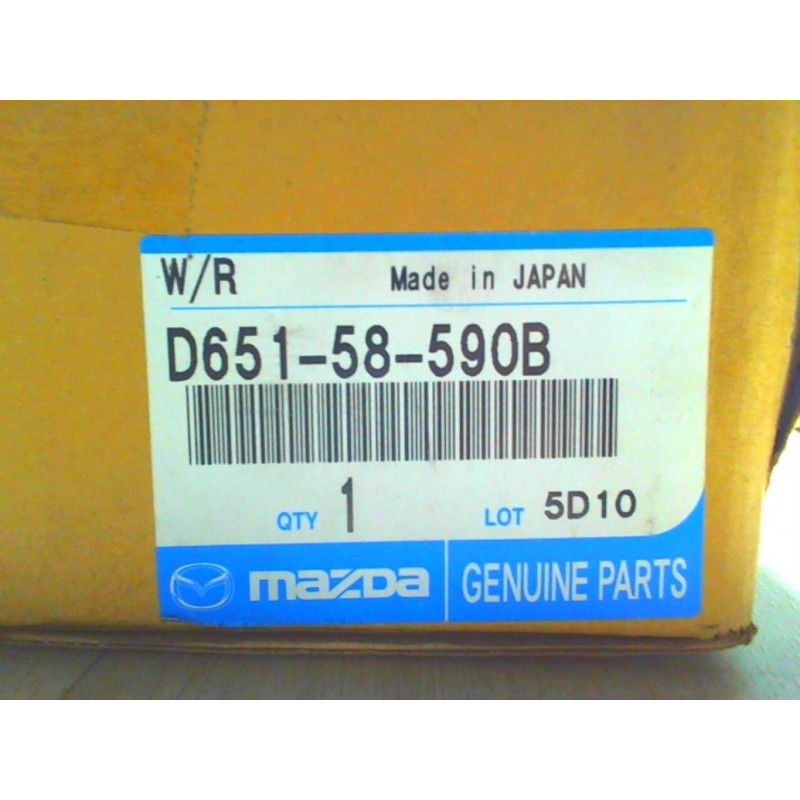 W/R Made in JAPAN
D651-58-590B
QTY 1 LOT 5D10
mazda GENUINE PARTS